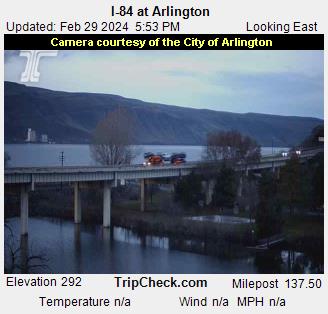 I-84 at Arlington
Updated: Feb 29 2024 5:53 PM Looking East
Camera courtesy of the City of Arlington
Elevation 292 TripCheck.com Milepost 137.50
Temperature n/a Wind n/a MPH n/a